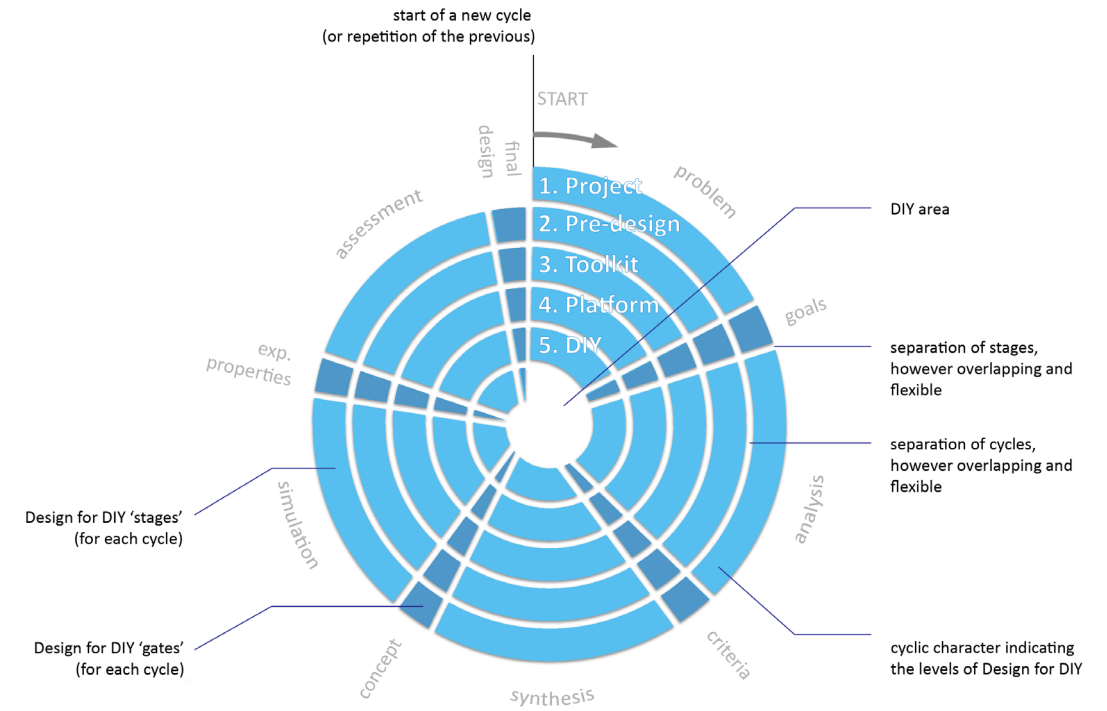 start of a new cycle
(or repetition of the previous)
START
final
design
problem
1. Project
2. Pre-design
3. Toolkit
4. Platform
5. DIY
assessment
DIY area
goals
exp.
properties
separation of stages,
however overlapping and
flexible
separation of cycles,
however overlapping and
flexible
analysis
simulation
Design for DIY ‘stages’
(for each cycle)
Design for DIY ‘gates’
(for each cycle)
concept
synthesis
criteria
cyclic character indicating
the levels of Design for DIY